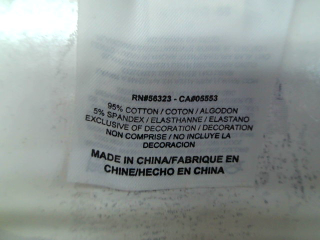 RN#56323 - CA#05553
95% COTTON / COTON / ALGODON
5% SPANDEX / ELASTHANNE / ELASTANO
EXCLUSIVE OF DECORATION / DECORATION
NON COMPRISE / NO INCLUYE LA
DECORACION
MADE IN CHINA/FABRIQUE EN
CHINE/HECHO EN CHINA